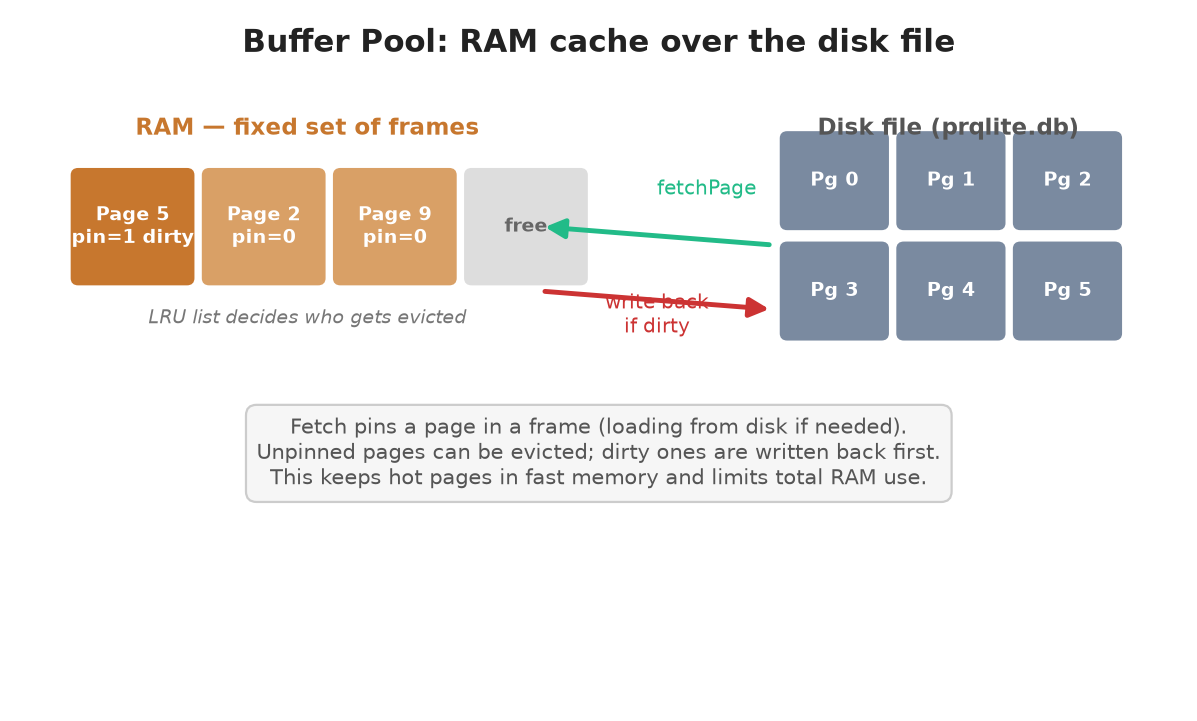 Buffer Pool: RAM cache over the disk file
RAM — fixed set of frames
Disk file (prqlite.db)
Page 5
pin=1 dirty
Page 2
pin=0
Page 9
pin=0
free
fetchPage
Pg 0
Pg 1
Pg 2
Pg 3
Pg 4
Pg 5
write back
if dirty
LRU list decides who gets evicted
Fetch pins a page in a frame (loading from disk if needed).
Unpinned pages can be evicted; dirty ones are written back first.
This keeps hot pages in fast memory and limits total RAM use.